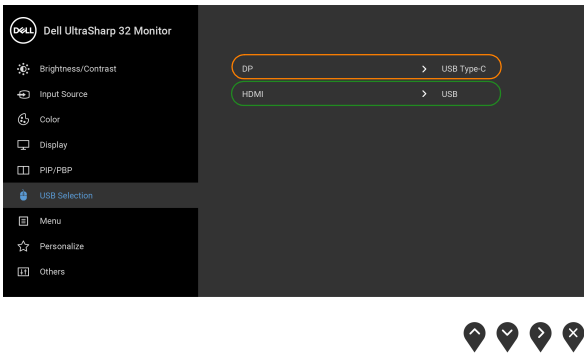 DELL
Dell UltraSharp 32 Monitor
Brightness/Contrast
Input Source
Color
Display
PIP/PBP
USB Selection
Menu
Personalize
Others
DP > USB Type-C
HDMI > USB